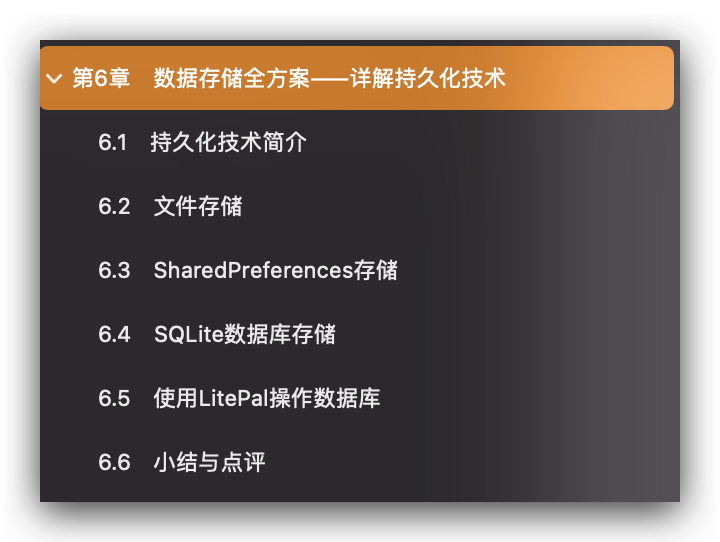 第6章 数据存储全方案——详解持久化技术
6.1 持久化技术简介
6.2 文件存储
6.3 SharedPreferences存储
6.4 SQLite数据库存储
6.5 使用LitePal操作数据库
6.6 小结与点评